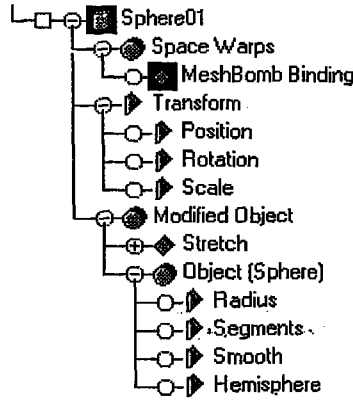 Sphere01
Space Warps
MeshBomb Binding
Transform
Position
Rotation
Scale
Modified Object
Stretch
Object (Sphere)
Radius
Segments
Smooth
Hemisphere